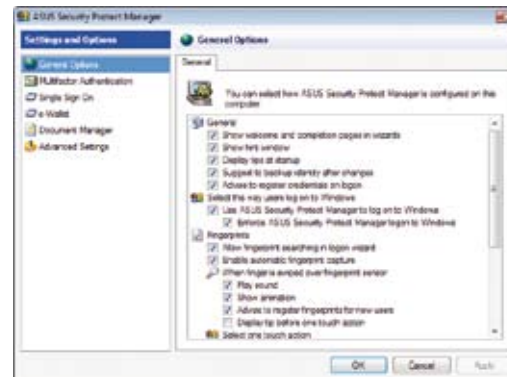 ASUS Security Protect Manager
Settings and Options
General Options
Multifactor Authentication
Single Sign On
e-Wallet
Document Manager
Advanced Settings
General Options
General
You can select how ASUS Security Protect Manager is configured on this
computer
General
Show welcome and completion pages in wizards
Show hint window
Display tips at startup
Suggest to backup identity after changes
Advise to register credentials on logon
Select the way users log on to Windows
Use ASUS Security Protect Manager to log on to Windows
Enforce ASUS Security Protect Manager logon to Windows
Fingerprints
Allow fingerprint searching in logon wizard
Enable automatic fingerprint capture
When finger is swiped over fingerprint sensor
Play sound
Show animation
Advise to register fingerprints for new users
Display tip before one touch action
Select one touch action
OK
Cancel
Apply